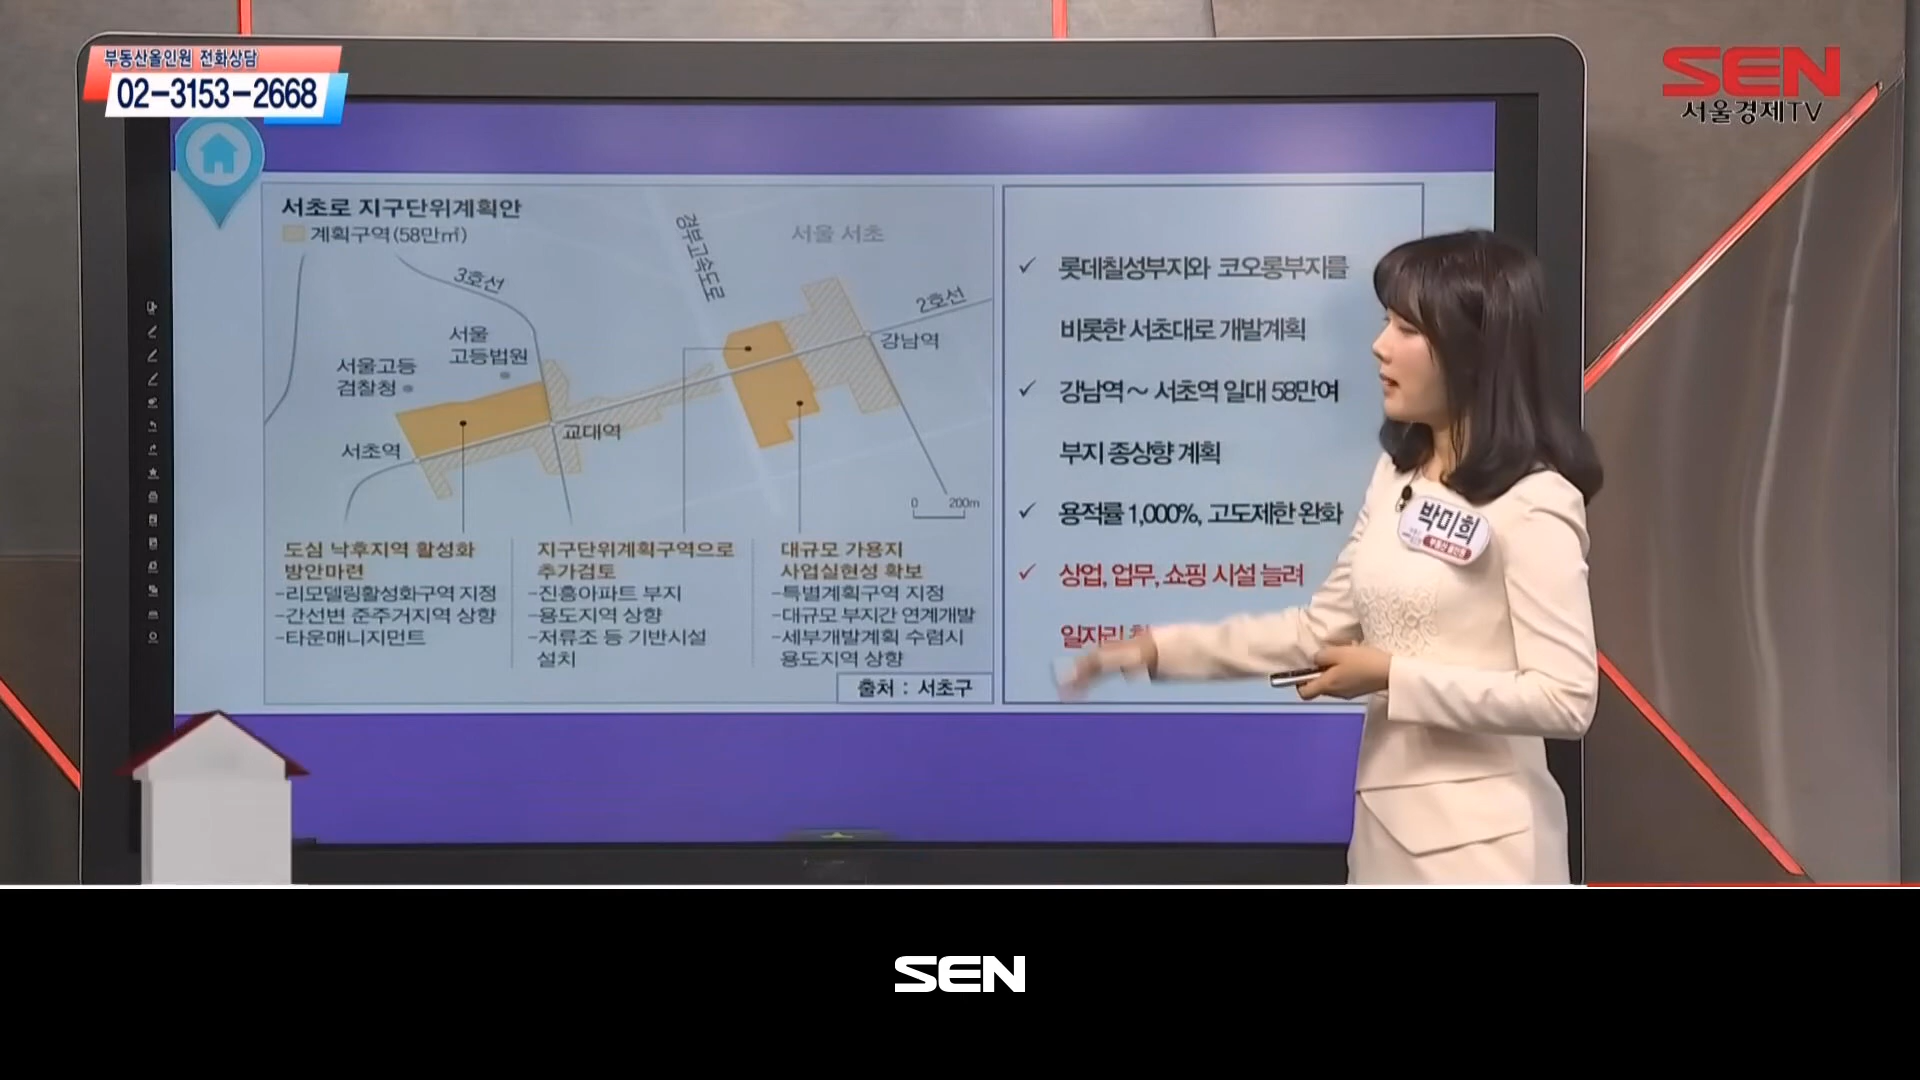 부동산올인원 전화상담
02-3153-2668
SEN
서울경제TV
서초로 지구단위계획안
계획구역(58만㎡)
경부고속도로
서울 서초
3호선
2호선
서울
고등법원
서울고등
검찰청
강남역
교대역
서초역
0 200m
도심 낙후지역 활성화
방안마련
-리모델링활성화구역 지정
-간선변 준주거지역 상향
-타운매니지먼트
지구단위계획구역으로
추가검토
-진흥아파트 부지
-용도지역 상향
-저류조 등 기반시설
설치
대규모 가용지
사업실현성 확보
-특별계획구역 지정
-대규모 부지간 연계개발
-세부개발계획 수렴시
용도지역 상향
출처 : 서초구
✓ 롯데칠성부지와 코오롱부지를
비롯한 서초대로 개발계획
✓ 강남역~ 서초역 일대 58만여
부지 종상향 계획
✓ 용적률 1,000%, 고도제한 완화
✓ 상업, 업무, 쇼핑 시설 늘려
일자리
박미희
SEN